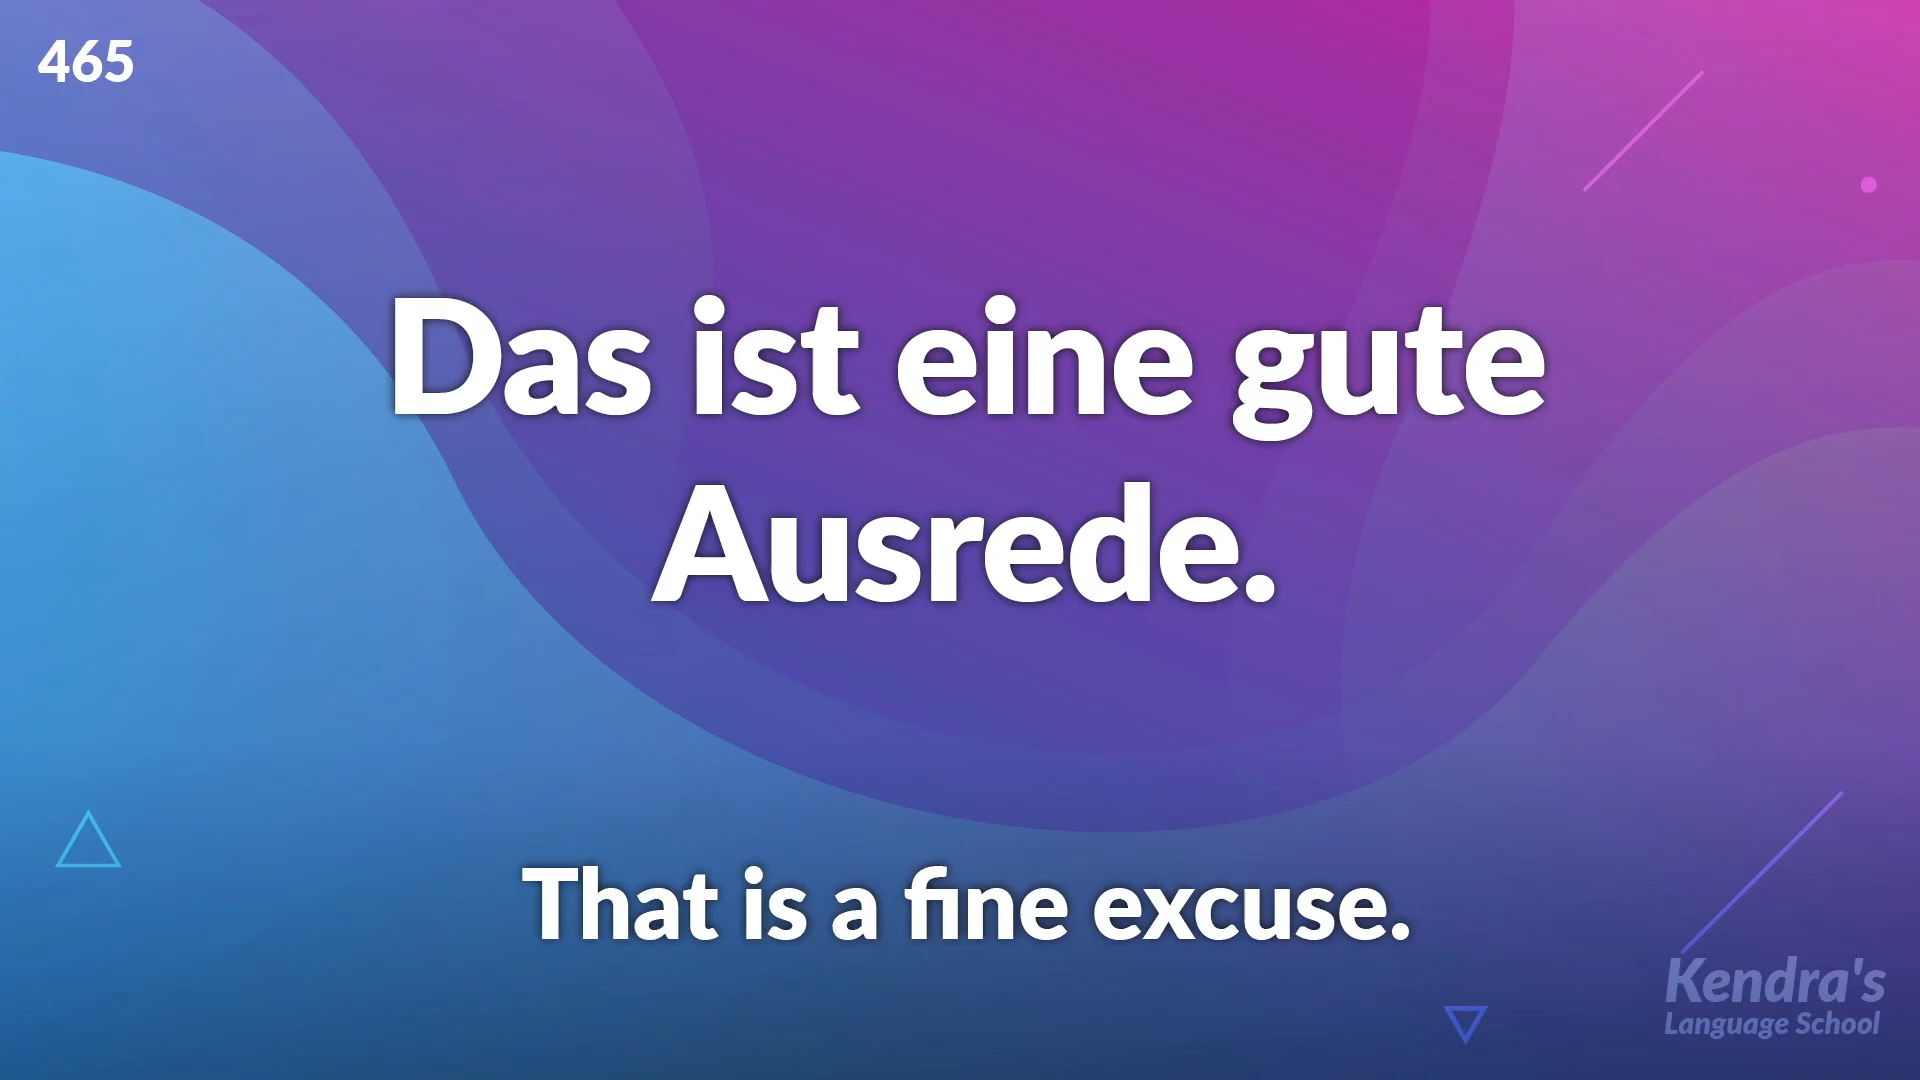 465
Das ist eine gute
Ausrede.
That is a fine excuse.
Kendra's
Language School